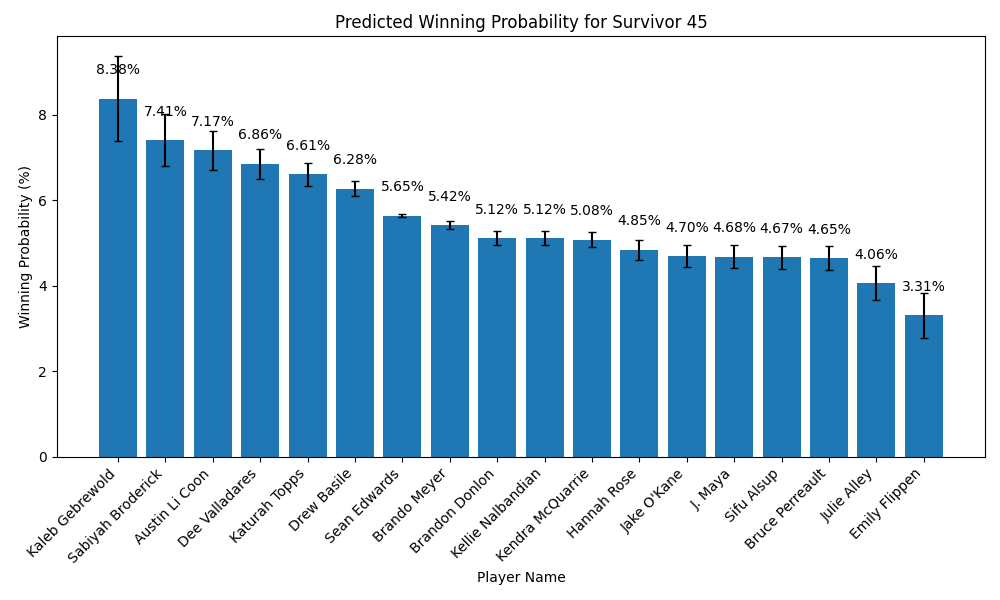 Predicted Winning Probability for Survivor 45
Winning Probability (%)
8
6
4
2
0
8.38%
7.41%
7.17%
6.86%
6.61%
6.28%
5.65%
5.42%
5.12%
5.12%
5.08%
4.85%
4.70%
4.68%
4.67%
4.65%
4.06%
3.31%
Kaleb Gebrewold
Sabiyah Broderick
Austin Li Coon
Dee Valladares
Katurah Topps
Drew Basile
Sean Edwards
Brando Meyer
Brandon Donlon
Kellie Nalbandian
Kendra McQuarrie
Hannah Rose
Jake O'Kane
J. Maya
Sifu Alsup
Bruce Perreault
Julie Alley
Emily Flippen
Player Name